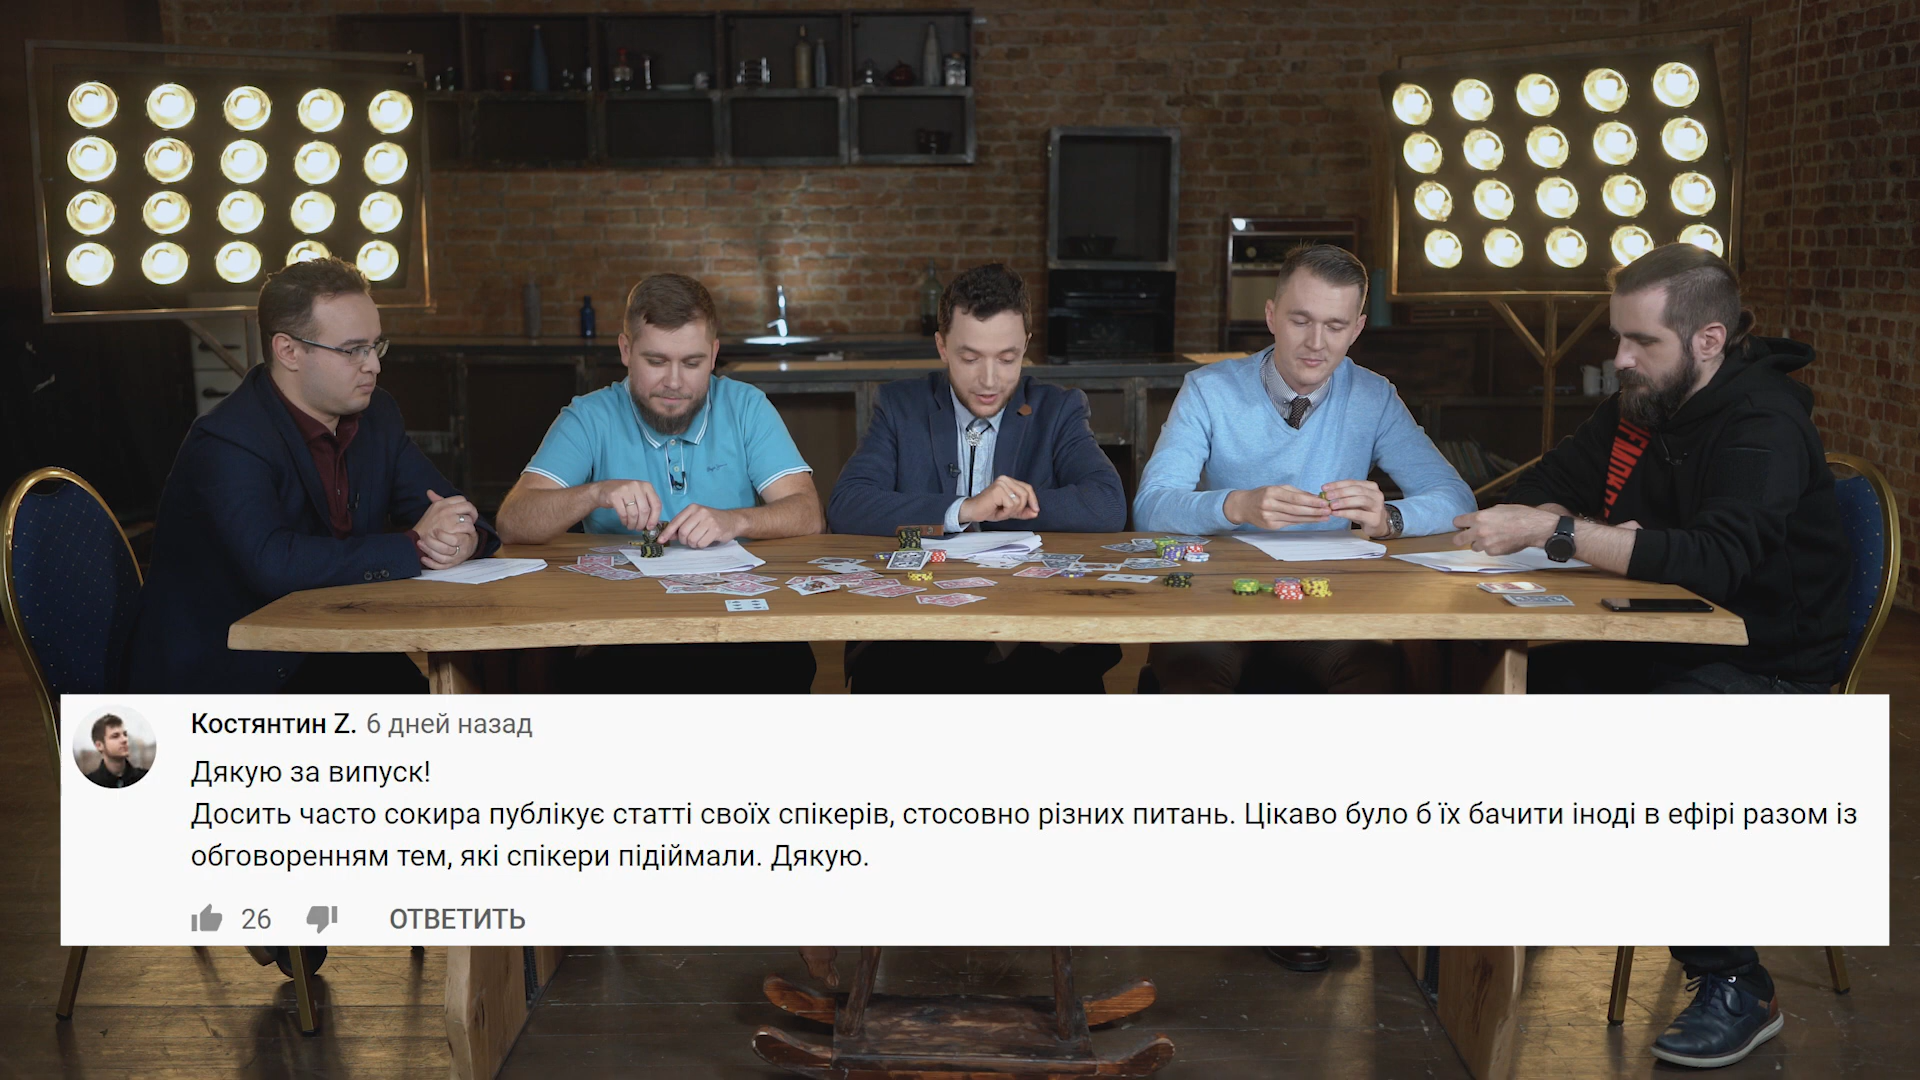 Костянтин Z. 6 дней назад
Дякую за випуск!
Досить часто сокира публікує статті своїх спікерів, стосовно різних питань. Цікаво було б їх бачити іноді в ефірі разом із
обговоренням тем, які спікери підіймали. Дякую.
26 ОТВЕТИТЬ